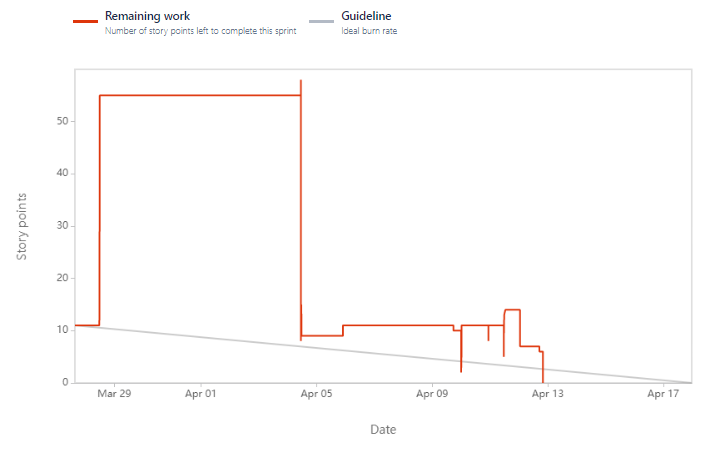 Remaining work
Number of story points left to complete this sprint
Guideline
Ideal burn rate
50
40
30
20
10
0
Story points
Mar 29
Apr 01
Apr 05
Apr 09
Apr 13
Apr 17
Date